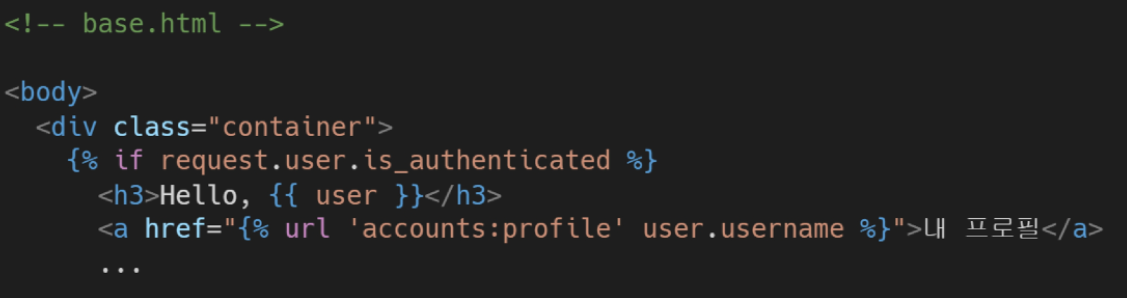 <!-- base.html -->
<body>
<div class="container">
{% if request.user.is_authenticated %}
<h3>Hello, {{ user }}</h3>
<a href="{% url 'accounts:profile' user.username %}">내 프로필</a>
...